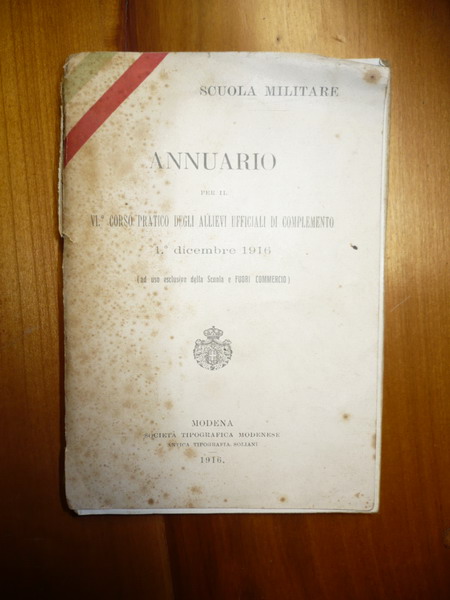 SCUOLA MILITARE
ANNUARIO
PER IL
VI.° CORSO PRATICO DEGLI ALLIEVI UFFICIALI DI COMPLEMENTO
1.° dicembre 1916
(ad uso esclusivo della Scuola e FUORI COMMERCIO)
MODENA
SOCIETÀ TIPOGRAFICA MODENESE
ANTICA TIPOGRAFIA SOLIANI
1916.